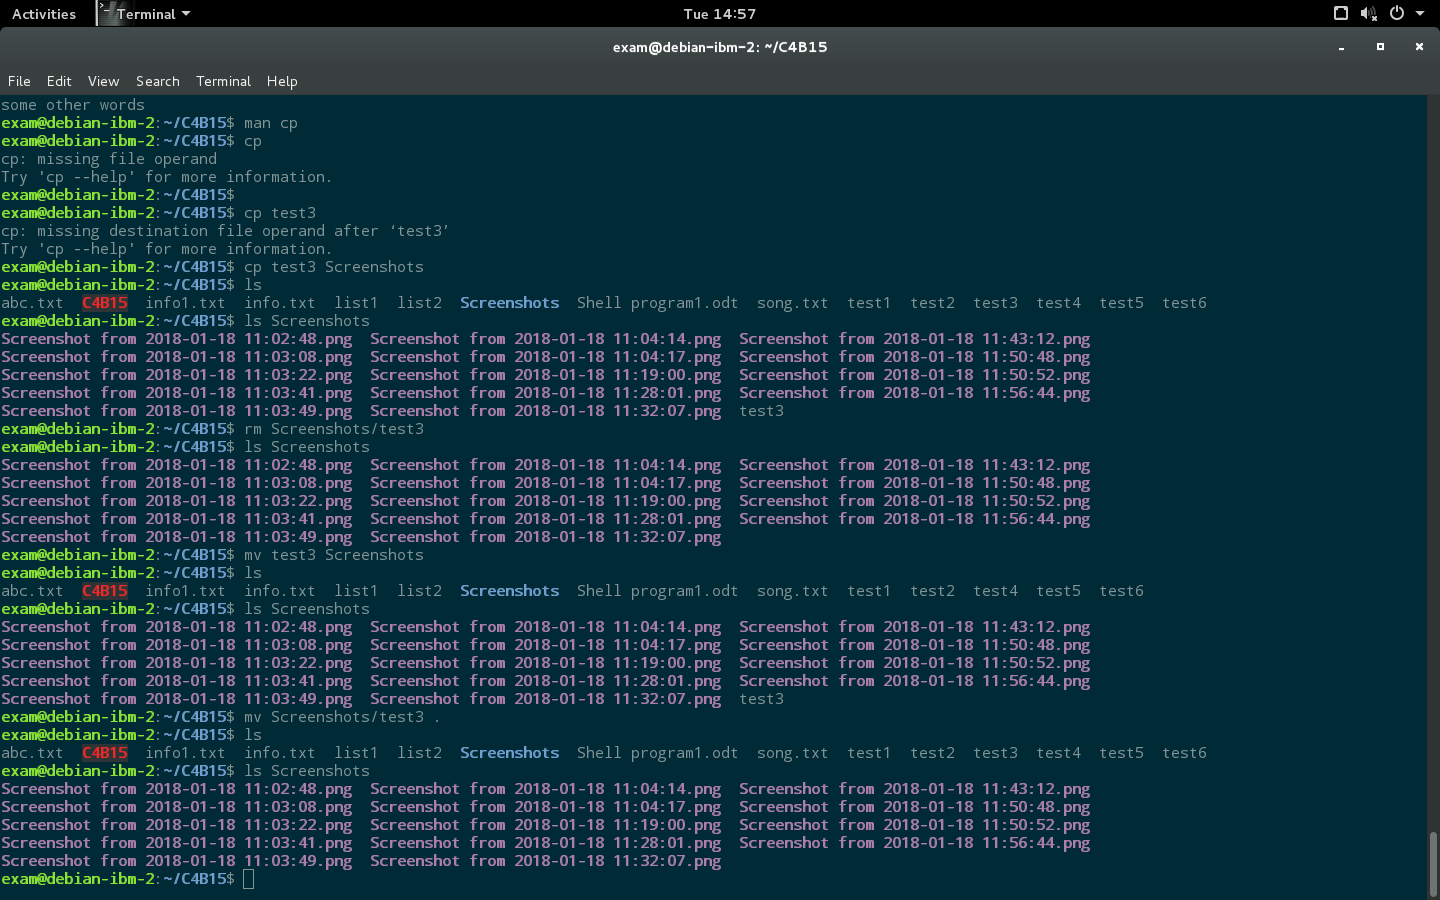 Activities Terminal Tue 14:57
exam@debian-ibm-2: ~/C4B15
File Edit View Search Terminal Help
some other words
exam@debian-ibm-2:~/C4B15$ man cp
exam@debian-ibm-2:~/C4B15$ cp
cp: missing file operand
Try 'cp --help' for more information.
exam@debian-ibm-2:~/C4B15$
exam@debian-ibm-2:~/C4B15$ cp test3
cp: missing destination file operand after ‘test3’
Try 'cp --help' for more information.
exam@debian-ibm-2:~/C4B15$ cp test3 Screenshots
exam@debian-ibm-2:~/C4B15$ ls
abc.txt  C4B15  info1.txt  info.txt  list1  list2  Screenshots  Shell program1.odt  song.txt  test1  test2  test3  test4  test5  test6
exam@debian-ibm-2:~/C4B15$ ls Screenshots
Screenshot from 2018-01-18 11:02:48.png  Screenshot from 2018-01-18 11:04:14.png  Screenshot from 2018-01-18 11:43:12.png
Screenshot from 2018-01-18 11:03:08.png  Screenshot from 2018-01-18 11:04:17.png  Screenshot from 2018-01-18 11:50:48.png
Screenshot from 2018-01-18 11:03:22.png  Screenshot from 2018-01-18 11:19:00.png  Screenshot from 2018-01-18 11:50:52.png
Screenshot from 2018-01-18 11:03:41.png  Screenshot from 2018-01-18 11:28:01.png  Screenshot from 2018-01-18 11:56:44.png
Screenshot from 2018-01-18 11:03:49.png  Screenshot from 2018-01-18 11:32:07.png  test3
exam@debian-ibm-2:~/C4B15$ rm Screenshots/test3
exam@debian-ibm-2:~/C4B15$ ls Screenshots
Screenshot from 2018-01-18 11:02:48.png  Screenshot from 2018-01-18 11:04:14.png  Screenshot from 2018-01-18 11:43:12.png
Screenshot from 2018-01-18 11:03:08.png  Screenshot from 2018-01-18 11:04:17.png  Screenshot from 2018-01-18 11:50:48.png
Screenshot from 2018-01-18 11:03:22.png  Screenshot from 2018-01-18 11:19:00.png  Screenshot from 2018-01-18 11:50:52.png
Screenshot from 2018-01-18 11:03:41.png  Screenshot from 2018-01-18 11:28:01.png  Screenshot from 2018-01-18 11:56:44.png
Screenshot from 2018-01-18 11:03:49.png  Screenshot from 2018-01-18 11:32:07.png
exam@debian-ibm-2:~/C4B15$ mv test3 Screenshots
exam@debian-ibm-2:~/C4B15$ ls
abc.txt  C4B15  info1.txt  info.txt  list1  list2  Screenshots  Shell program1.odt  song.txt  test1  test2  test4  test5  test6
exam@debian-ibm-2:~/C4B15$ ls Screenshots
Screenshot from 2018-01-18 11:02:48.png  Screenshot from 2018-01-18 11:04:14.png  Screenshot from 2018-01-18 11:43:12.png
Screenshot from 2018-01-18 11:03:08.png  Screenshot from 2018-01-18 11:04:17.png  Screenshot from 2018-01-18 11:50:48.png
Screenshot from 2018-01-18 11:03:22.png  Screenshot from 2018-01-18 11:19:00.png  Screenshot from 2018-01-18 11:50:52.png
Screenshot from 2018-01-18 11:03:41.png  Screenshot from 2018-01-18 11:28:01.png  Screenshot from 2018-01-18 11:56:44.png
Screenshot from 2018-01-18 11:03:49.png  Screenshot from 2018-01-18 11:32:07.png  test3
exam@debian-ibm-2:~/C4B15$ mv Screenshots/test3 .
exam@debian-ibm-2:~/C4B15$ ls
abc.txt  C4B15  info1.txt  info.txt  list1  list2  Screenshots  Shell program1.odt  song.txt  test1  test2  test3  test4  test5  test6
exam@debian-ibm-2:~/C4B15$ ls Screenshots
Screenshot from 2018-01-18 11:02:48.png  Screenshot from 2018-01-18 11:04:14.png  Screenshot from 2018-01-18 11:43:12.png
Screenshot from 2018-01-18 11:03:08.png  Screenshot from 2018-01-18 11:04:17.png  Screenshot from 2018-01-18 11:50:48.png
Screenshot from 2018-01-18 11:03:22.png  Screenshot from 2018-01-18 11:19:00.png  Screenshot from 2018-01-18 11:50:52.png
Screenshot from 2018-01-18 11:03:41.png  Screenshot from 2018-01-18 11:28:01.png  Screenshot from 2018-01-18 11:56:44.png
Screenshot from 2018-01-18 11:03:49.png  Screenshot from 2018-01-18 11:32:07.png
exam@debian-ibm-2:~/C4B15$